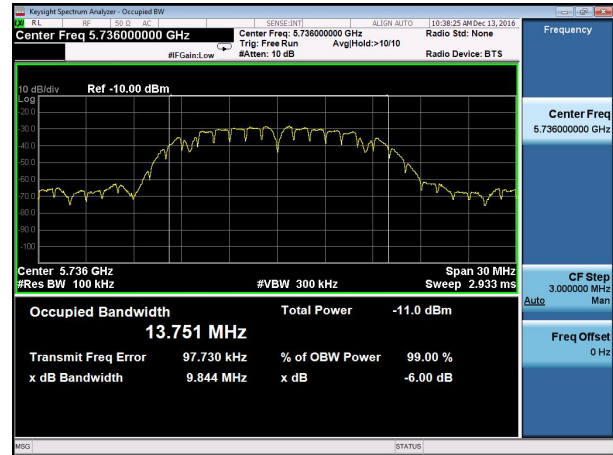 Keysight Spectrum Analyzer - Occupied BW
RL RF 50 Ω AC SENSE:INT ALIGN AUTO 10:38:25 AM Dec 13, 2016
Center Freq 5.736000000 GHz Center Freq: 5.736000000 GHz Radio Std: None Frequency
Trig: Free Run Avg|Hold:>10/10
#IFGain:Low #Atten: 10 dB Radio Device: BTS
10 dB/div Ref -10.00 dBm
Log
-20.0
-30.0
-40.0
-50.0
-60.0
-70.0
-80.0
-90.0
-100
Center Freq
5.736000000 GHz
Center 5.736 GHz Span 30 MHz
#Res BW 100 kHz #VBW 300 kHz Sweep 2.933 ms
CF Step
3.000000 MHz
Auto Man
Occupied Bandwidth Total Power -11.0 dBm
13.751 MHz
Transmit Freq Error 97.730 kHz % of OBW Power 99.00 %
x dB Bandwidth 9.844 MHz x dB -6.00 dB
Freq Offset
0 Hz
MSG STATUS